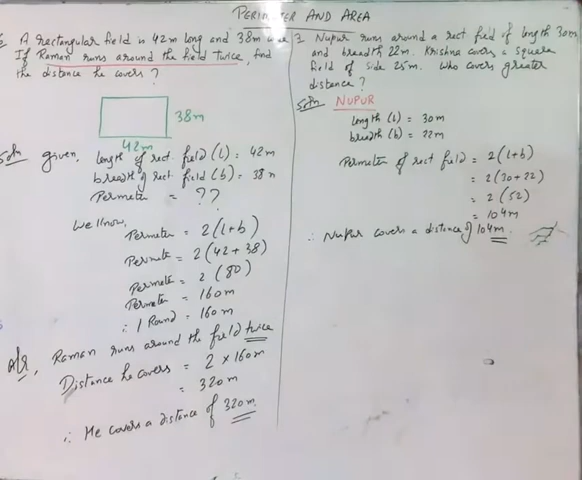 PERIMETER AND AREA
A rectangular field is 42m long and 38m
If Raman runs around the field twice, find
the distance he covers?
38m
42m
Soln given, length of rect field (l) = 42m
breadth of rect field (b) = 38m
Perimeter = ??
We know,
Perimeter = 2(l+b)
Perimeter = 2(42+38)
Perimeter = 2(80)
Perimeter = 160m
∴ 1 Round = 160m
Raman runs around the field twice
Distance he covers = 2 × 160m
= 320m
∴ He covers a distance of 320m.
3. Nupur runs around a rect field of length 30m
and breadth 22m. Krishna covers a square
field of side 25m. Who covers greater
distance?
Soln NUPUR
length (l) = 30m
breadth (b) = 22m
Perimeter of rect field = 2(l+b)
= 2(30+22)
= 2(52)
= 104m
∴ Nupur covers a distance of 104m.